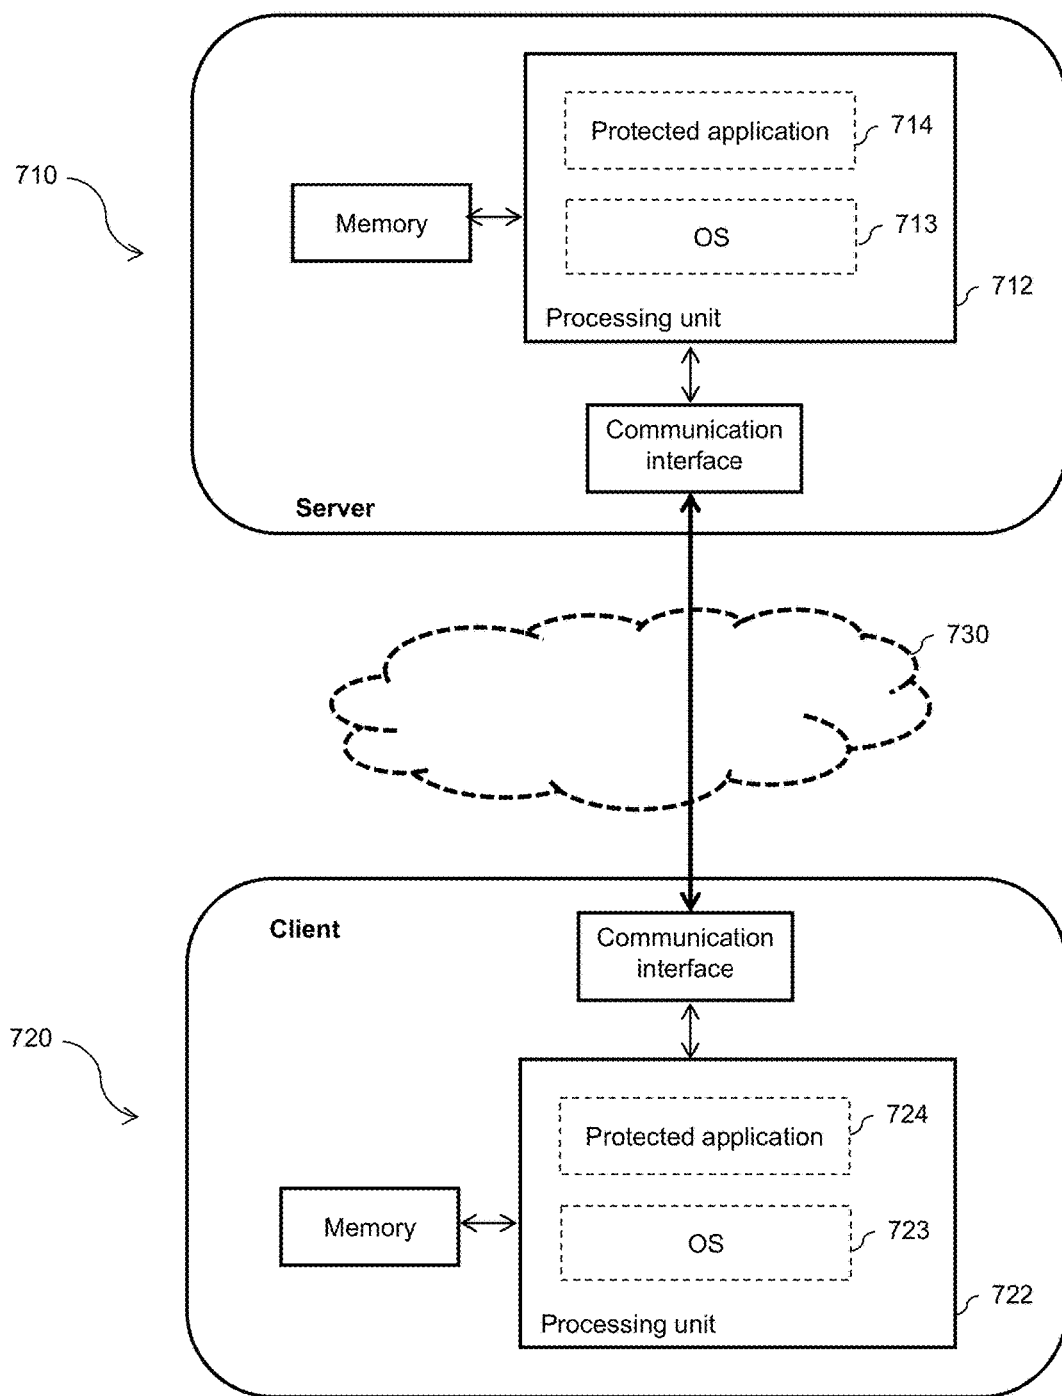 Protected application
714
710
Memory
OS
713
712
Processing unit
Communication
interface
Server
730
Client
Communication
interface
720
Protected application
724
Memory
OS
723
722
Processing unit